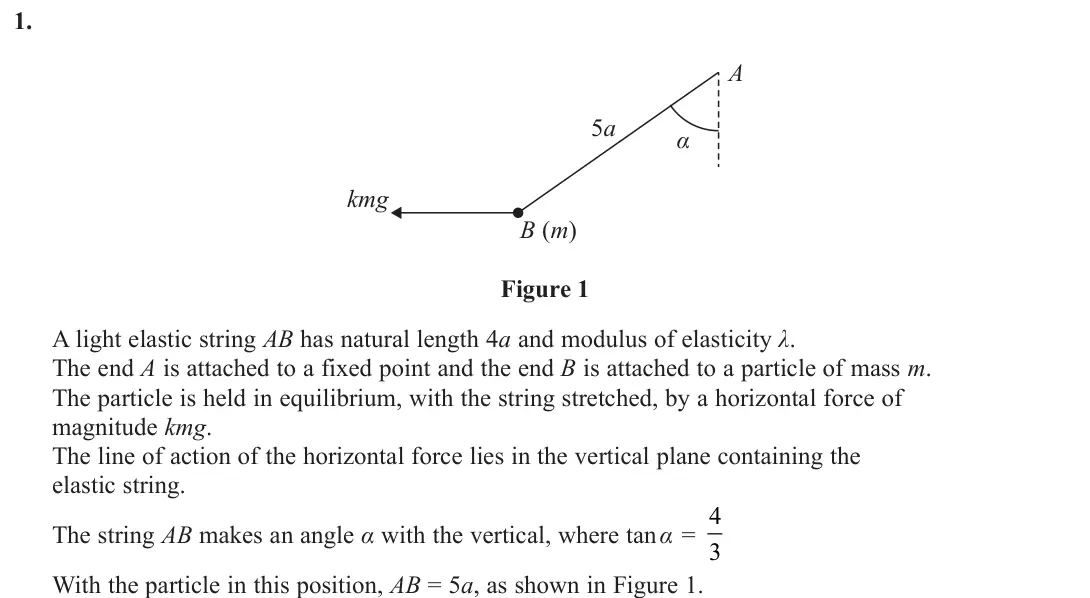 1.
A
5a
α
kmg
B (m)
Figure 1
A light elastic string AB has natural length 4a and modulus of elasticity λ.
The end A is attached to a fixed point and the end B is attached to a particle of mass m.
The particle is held in equilibrium, with the string stretched, by a horizontal force of
magnitude kmg.
The line of action of the horizontal force lies in the vertical plane containing the
elastic string.
The string AB makes an angle α with the vertical, where tan α = 4/3
With the particle in this position, AB = 5a, as shown in Figure 1.